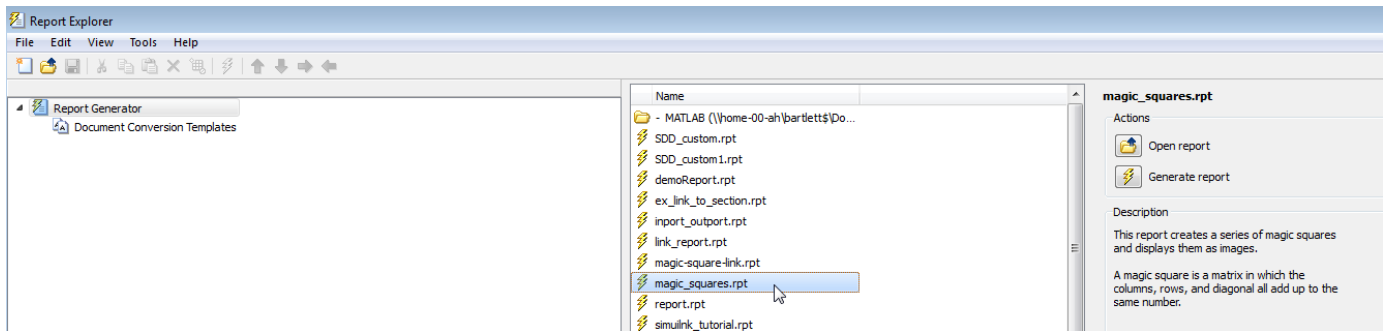 Report Explorer
File Edit View Tools Help
Report Generator
Document Conversion Templates
Name
- MATLAB (\\home-00-ah\bartlett$\Do...
SDD_custom.rpt
SDD_custom1.rpt
demoReport.rpt
ex_link_to_section.rpt
inport_outport.rpt
link_report.rpt
magic-square-link.rpt
magic_squares.rpt
report.rpt
simulnk_tutorial.rpt
magic_squares.rpt
Actions
Open report
Generate report
Description
This report creates a series of magic squares
and displays them as images.
A magic square is a matrix in which the
columns, rows, and diagonal all add up to the
same number.